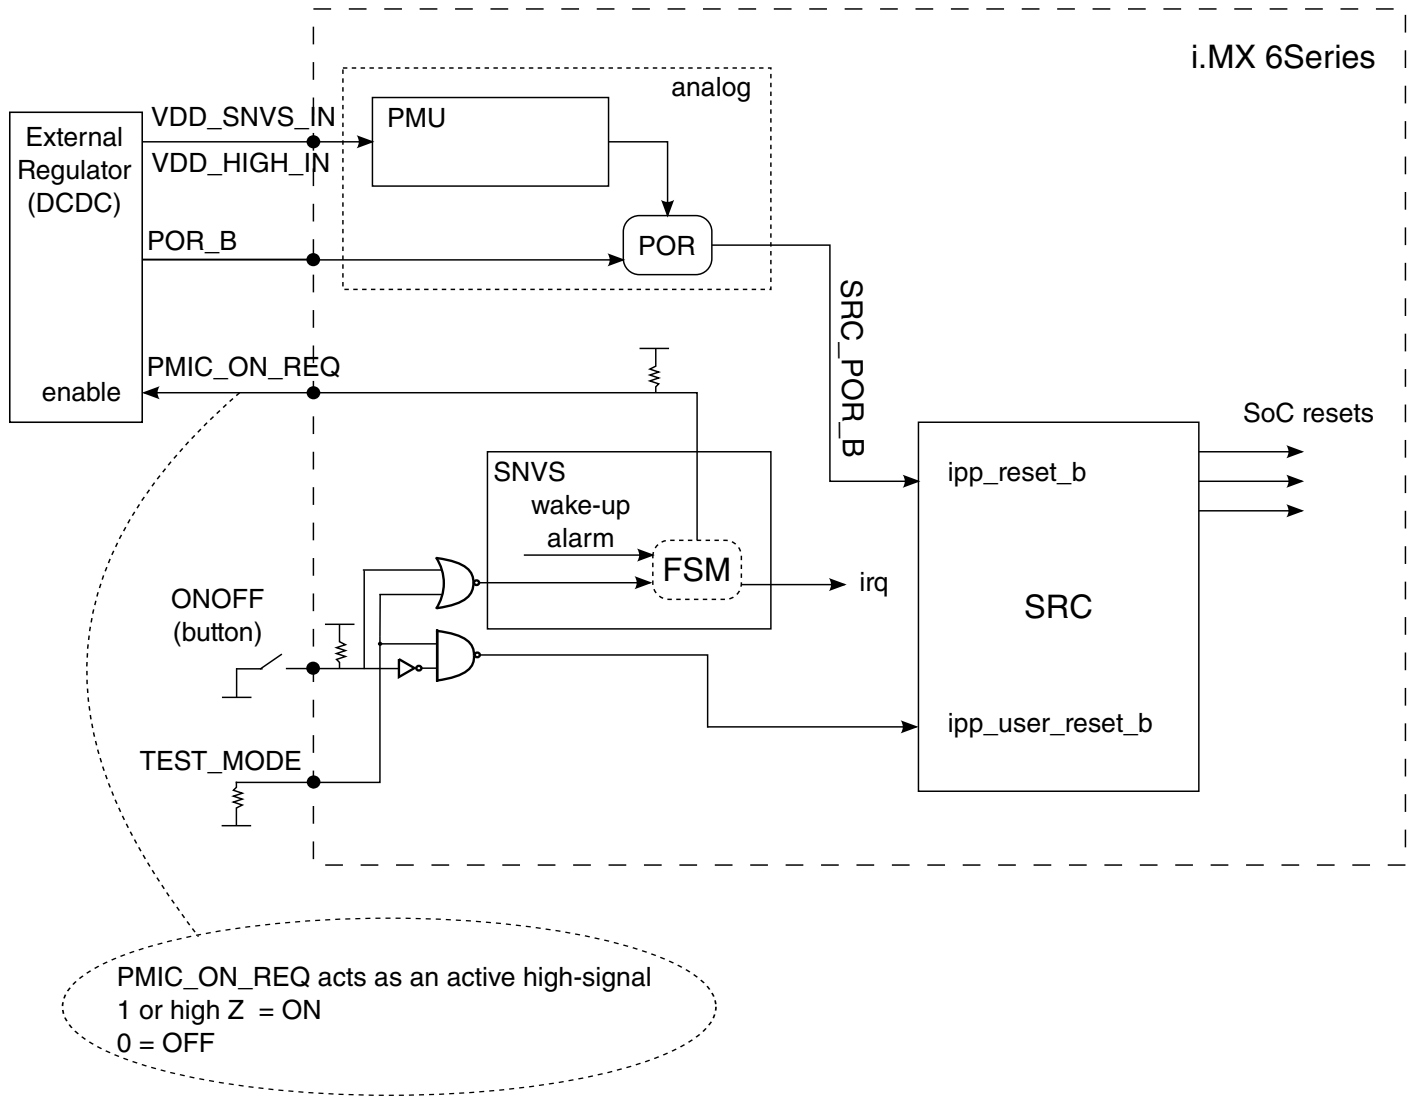 i.MX 6Series
analog
VDD_SNVS_IN
PMU
External
Regulator
(DCDC)
VDD_HIGH_IN
POR_B
POR
SRC_POR_B
PMIC_ON_REQ
enable
SoC resets
SNVS
wake-up
alarm
FSM
irq
ipp_reset_b
SRC
ipp_user_reset_b
ONOFF
(button)
TEST_MODE
PMIC_ON_REQ acts as an active high-signal
1 or high Z = ON
0 = OFF